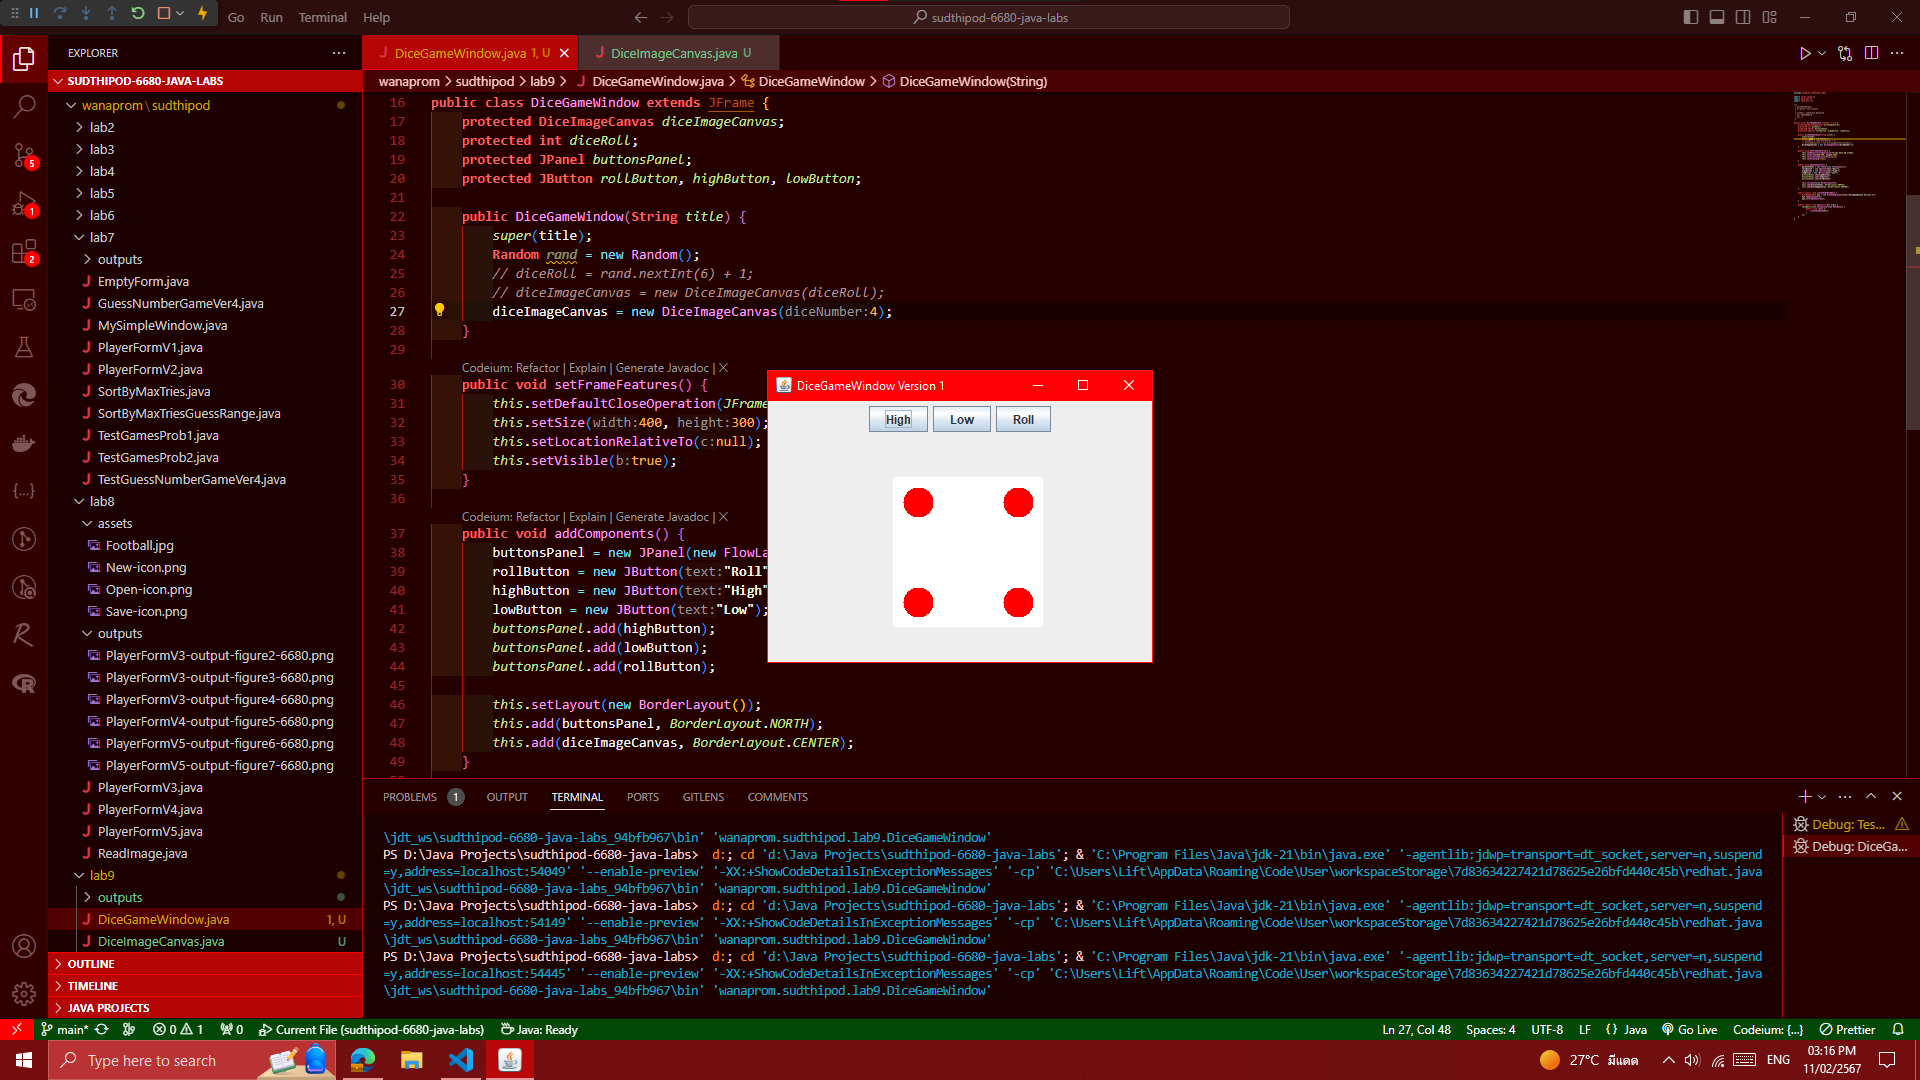 Go Run Terminal Help
sudthipod-6680-java-labs
EXPLORER
SUDTHIPOD-6680-JAVA-LABS
wanaprom \ sudthipod
lab2
lab3
lab4
lab5
lab6
lab7
outputs
EmptyForm.java
GuessNumberGameVer4.java
MySimpleWindow.java
PlayerFormV1.java
PlayerFormV2.java
SortByMaxTries.java
SortByMaxTriesGuessRange.java
TestGamesProb1.java
TestGamesProb2.java
TestGuessNumberGameVer4.java
lab8
assets
Football.jpg
New-icon.png
Open-icon.png
Save-icon.png
outputs
PlayerFormV3-output-figure2-6680.png
PlayerFormV3-output-figure3-6680.png
PlayerFormV3-output-figure4-6680.png
PlayerFormV4-output-figure5-6680.png
PlayerFormV5-output-figure6-6680.png
PlayerFormV5-output-figure7-6680.png
PlayerFormV3.java
PlayerFormV4.java
PlayerFormV5.java
ReadImage.java
lab9
outputs
DiceGameWindow.java 1, U
DiceImageCanvas.java U
OUTLINE
TIMELINE
JAVA PROJECTS
5
1
2
DiceGameWindow.java 1, U
DiceImageCanvas.java U
wanaprom > sudthipod > lab9 > DiceGameWindow.java > DiceGameWindow > DiceGameWindow(String)
16 public class DiceGameWindow extends JFrame {
17 protected DiceImageCanvas diceImageCanvas;
18 protected int diceRoll;
19 protected JPanel buttonsPanel;
20 protected JButton rollButton, highButton, lowButton;
21
22 public DiceGameWindow(String title) {
23 super(title);
24 Random rand = new Random();
25 // diceRoll = rand.nextInt(6) + 1;
26 // diceImageCanvas = new DiceImageCanvas(diceRoll);
27 diceImageCanvas = new DiceImageCanvas(diceNumber:4);
28 }
29
Codeium: Refactor | Explain | Generate Javadoc | X
30 public void setFrameFeatures() {
31 this.setDefaultCloseOperation(JFrame
32 this.setSize(width:400, height:300);
33 this.setLocationRelativeTo(c:null);
34 this.setVisible(b:true);
35 }
36
Codeium: Refactor | Explain | Generate Javadoc | X
37 public void addComponents() {
38 buttonsPanel = new JPanel(new FlowLa
39 rollButton = new JButton(text:"Roll"
40 highButton = new JButton(text:"High"
41 lowButton = new JButton(text:"Low");
42 buttonsPanel.add(highButton);
43 buttonsPanel.add(lowButton);
44 buttonsPanel.add(rollButton);
45
46 this.setLayout(new BorderLayout());
47 this.add(buttonsPanel, BorderLayout.NORTH);
48 this.add(diceImageCanvas, BorderLayout.CENTER);
49 }
DiceGameWindow Version 1
High Low Roll
PROBLEMS 1 OUTPUT TERMINAL PORTS GITLENS COMMENTS
\jdt_ws\sudthipod-6680-java-labs_94bfb967\bin' 'wanaprom.sudthipod.lab9.DiceGameWindow'
PS D:\Java Projects\sudthipod-6680-java-labs> d:; cd 'd:\Java Projects\sudthipod-6680-java-labs'; & 'C:\Program Files\Java\jdk-21\bin\java.exe' '-agentlib:jdwp=transport=dt_socket,server=n,suspend
=y,address=localhost:54049' '--enable-preview' '-XX:+ShowCodeDetailsInExceptionMessages' '-cp' 'C:\Users\Lift\AppData\Roaming\Code\User\workspaceStorage\7d83634227421d78625e26bfd440c45b\redhat.java
\jdt_ws\sudthipod-6680-java-labs_94bfb967\bin' 'wanaprom.sudthipod.lab9.DiceGameWindow'
PS D:\Java Projects\sudthipod-6680-java-labs> d:; cd 'd:\Java Projects\sudthipod-6680-java-labs'; & 'C:\Program Files\Java\jdk-21\bin\java.exe' '-agentlib:jdwp=transport=dt_socket,server=n,suspend
=y,address=localhost:54149' '--enable-preview' '-XX:+ShowCodeDetailsInExceptionMessages' '-cp' 'C:\Users\Lift\AppData\Roaming\Code\User\workspaceStorage\7d83634227421d78625e26bfd440c45b\redhat.java
\jdt_ws\sudthipod-6680-java-labs_94bfb967\bin' 'wanaprom.sudthipod.lab9.DiceGameWindow'
PS D:\Java Projects\sudthipod-6680-java-labs> d:; cd 'd:\Java Projects\sudthipod-6680-java-labs'; & 'C:\Program Files\Java\jdk-21\bin\java.exe' '-agentlib:jdwp=transport=dt_socket,server=n,suspend
=y,address=localhost:54445' '--enable-preview' '-XX:+ShowCodeDetailsInExceptionMessages' '-cp' 'C:\Users\Lift\AppData\Roaming\Code\User\workspaceStorage\7d83634227421d78625e26bfd440c45b\redhat.java
\jdt_ws\sudthipod-6680-java-labs_94bfb967\bin' 'wanaprom.sudthipod.lab9.DiceGameWindow'
Debug: Tes...
Debug: DiceGa...
main* 0 1 0 Current File (sudthipod-6680-java-labs) Java: Ready
Ln 27, Col 48 Spaces: 4 UTF-8 LF {} Java Go Live Codeium: {...} Prettier
Type here to search
27°C มีแดด ENG
03:16 PM
11/02/2567